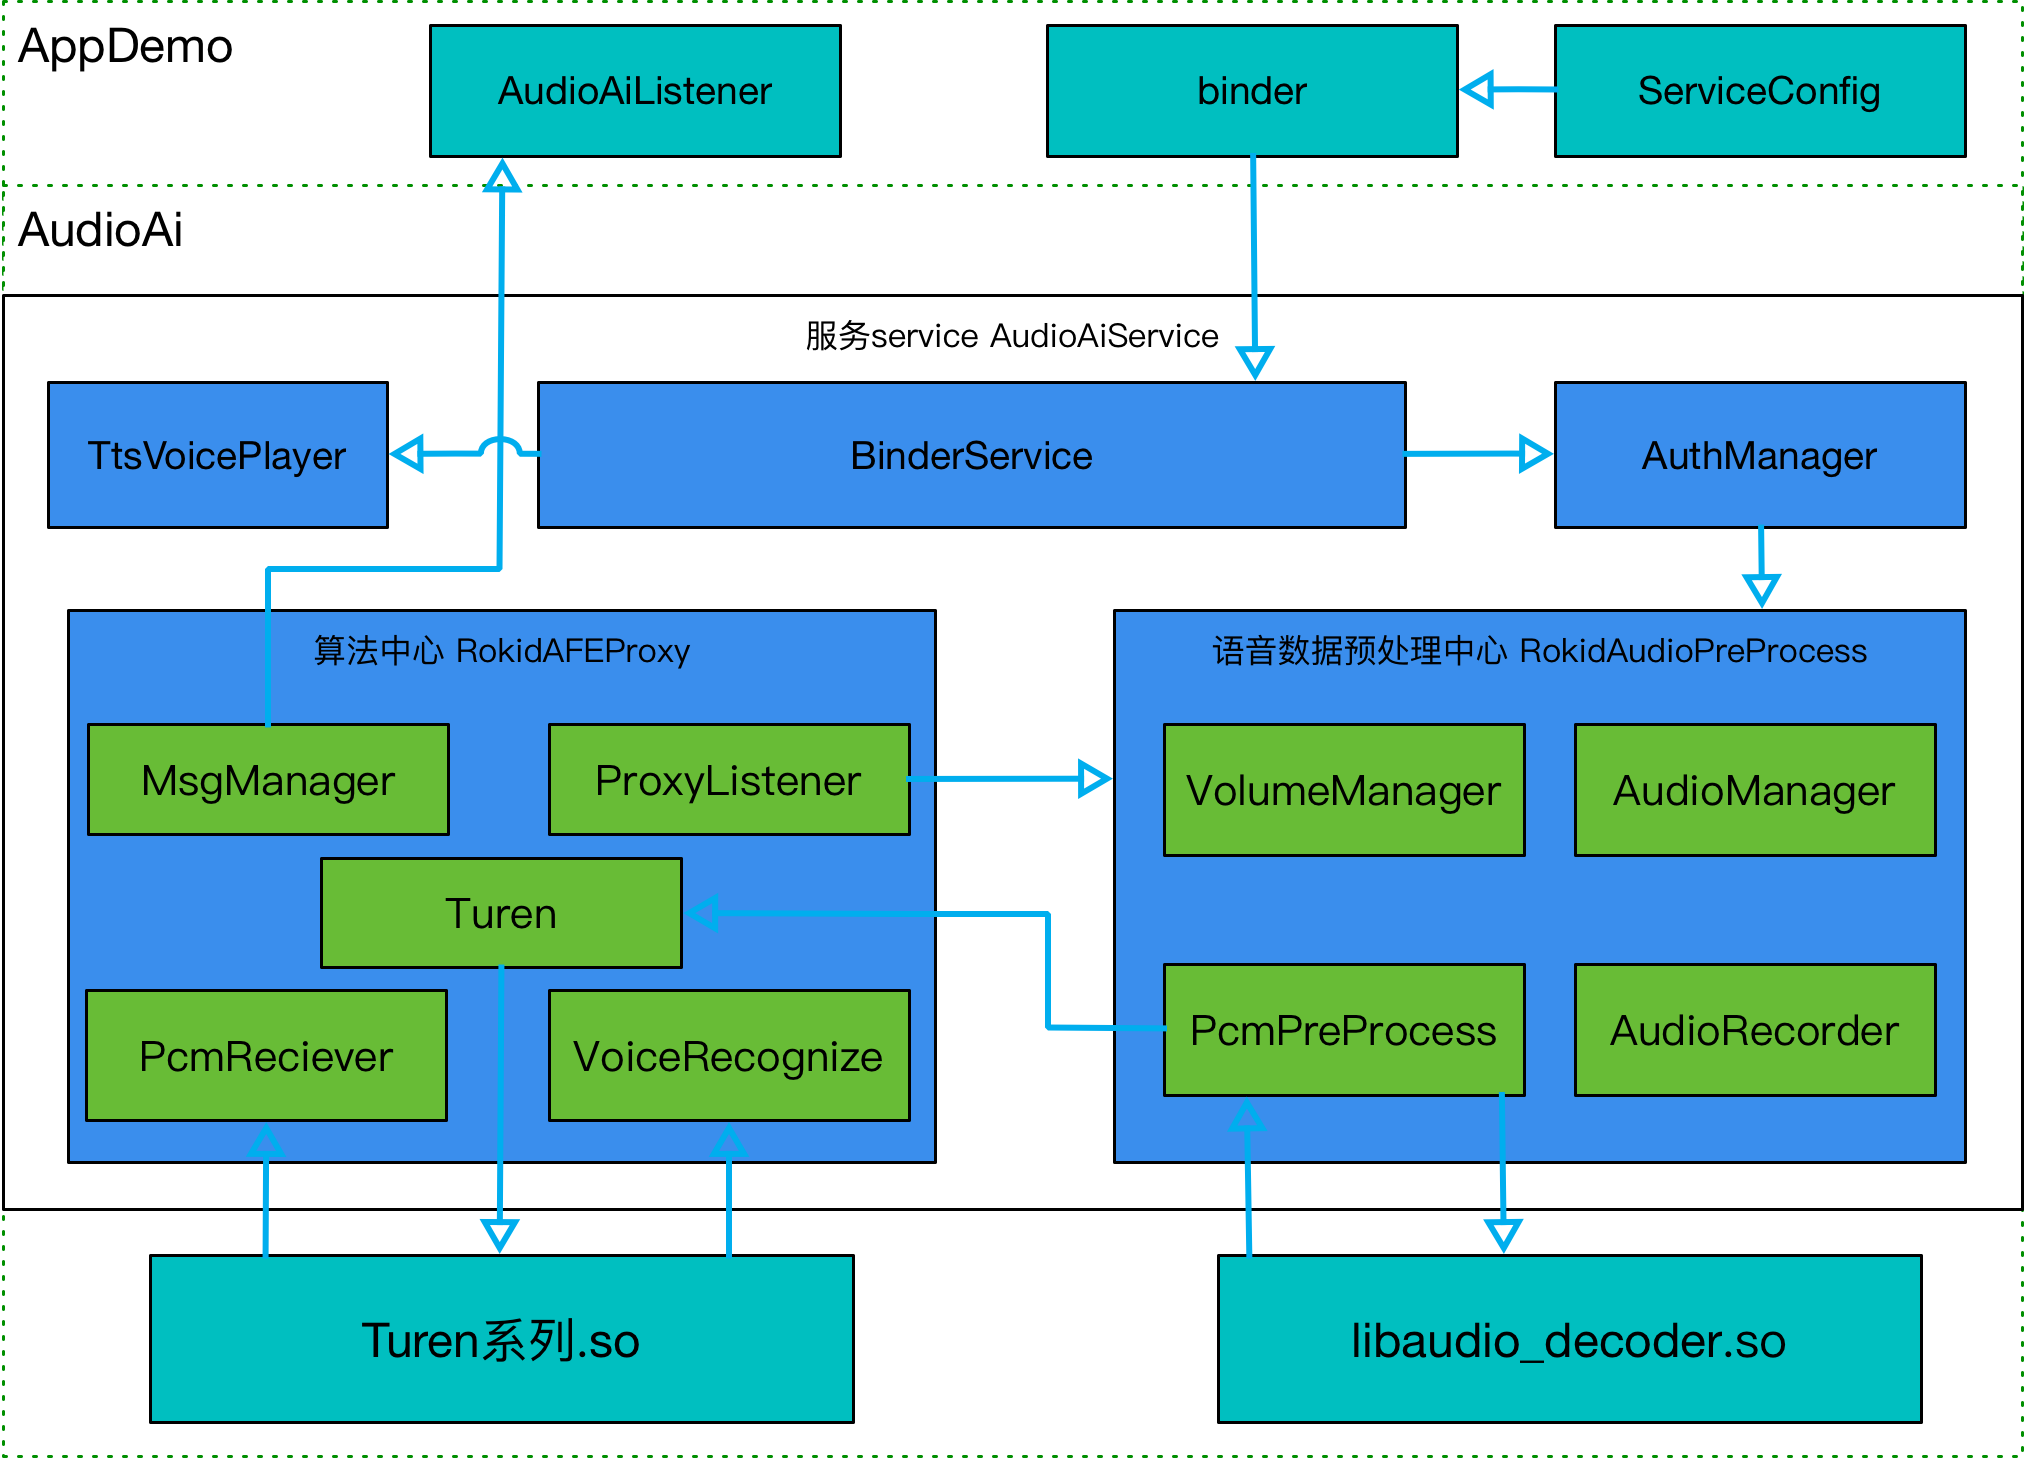 AppDemo
AudioAiListener
binder
ServiceConfig
AudioAi
服务service AudioAiService
TtsVoicePlayer
BinderService
AuthManager
算法中心 RokidAFEProxy
语音数据预处理中心 RokidAudioPreProcess
MsgManager
ProxyListener
VolumeManager
AudioManager
Turen
PcmReciever
VoiceRecognize
PcmPreProcess
AudioRecorder
Turen系列.so
libaudio_decoder.so